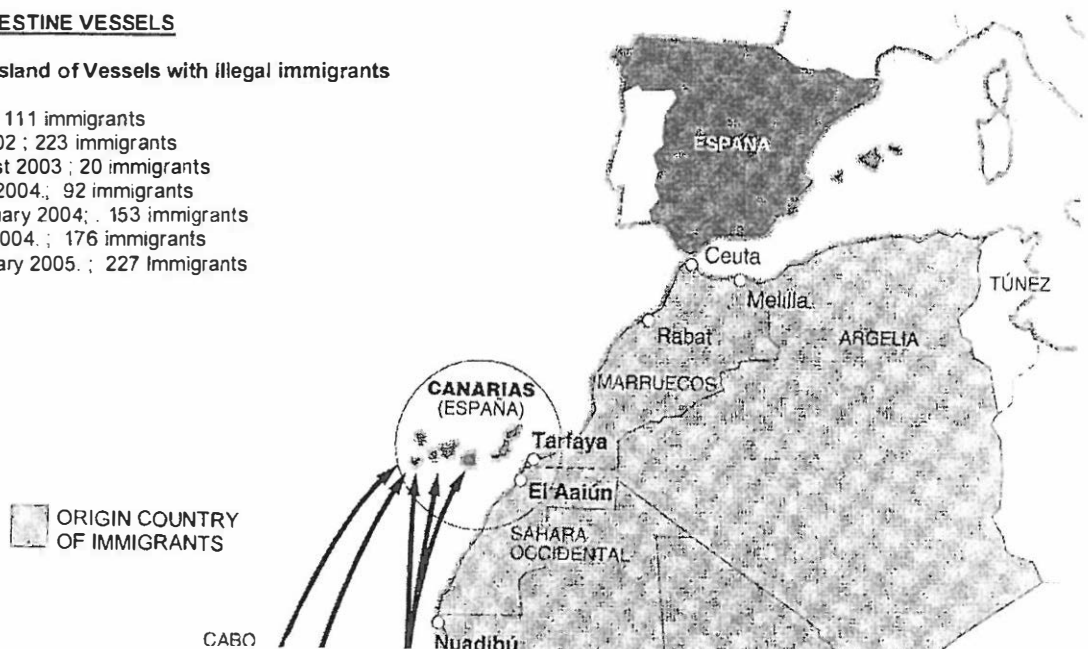 ESTINE VESSELS
sland of Vessels with illegal immigrants
111 immigrants
02 ; 223 immigrants
st 2003 ; 20 immigrants
2004.; 92 immigrants
uary 2004; . 153 immigrants
2004. ; 176 immigrants
ary 2005. ; 227 Immigrants
ESPAÑA
Ceuta
Melilla
TÚNEZ
Rabat
ARGELIA
MARRUECOS
CANARIAS
(ESPAÑA)
Tarfaya
El Aaiún
ORIGIN COUNTRY
OF IMMIGRANTS
SAHARA
OCCIDENTAL
CABO
Nuadibú